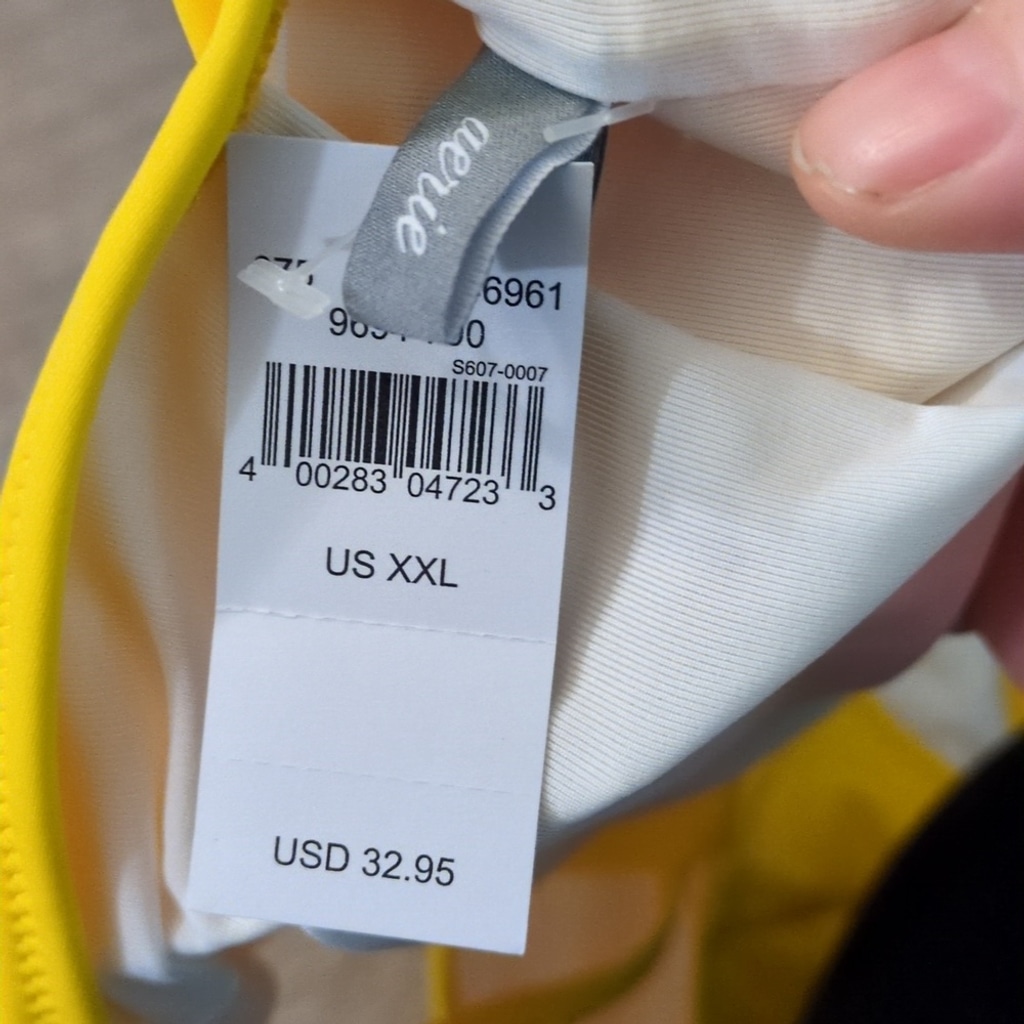 aerie
6961
S607-0007
4 00283 04723 3
US XXL
USD 32.95